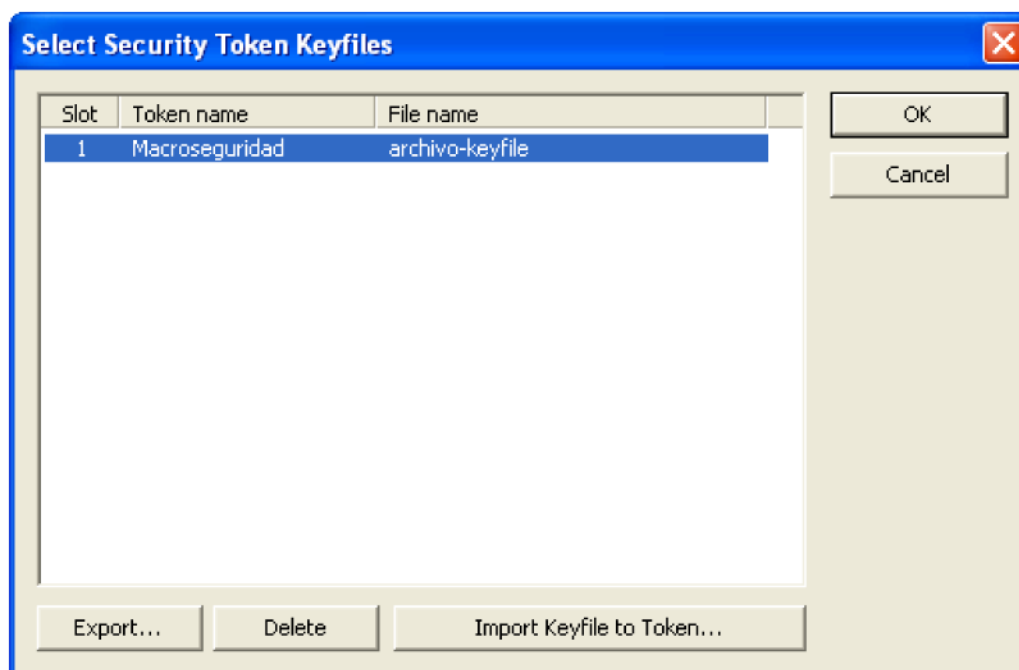 Select Security Token Keyfiles
Slot Token name File name
1 Macroseguridad archivo-keyfile
OK
Cancel
Export... Delete Import Keyfile to Token...